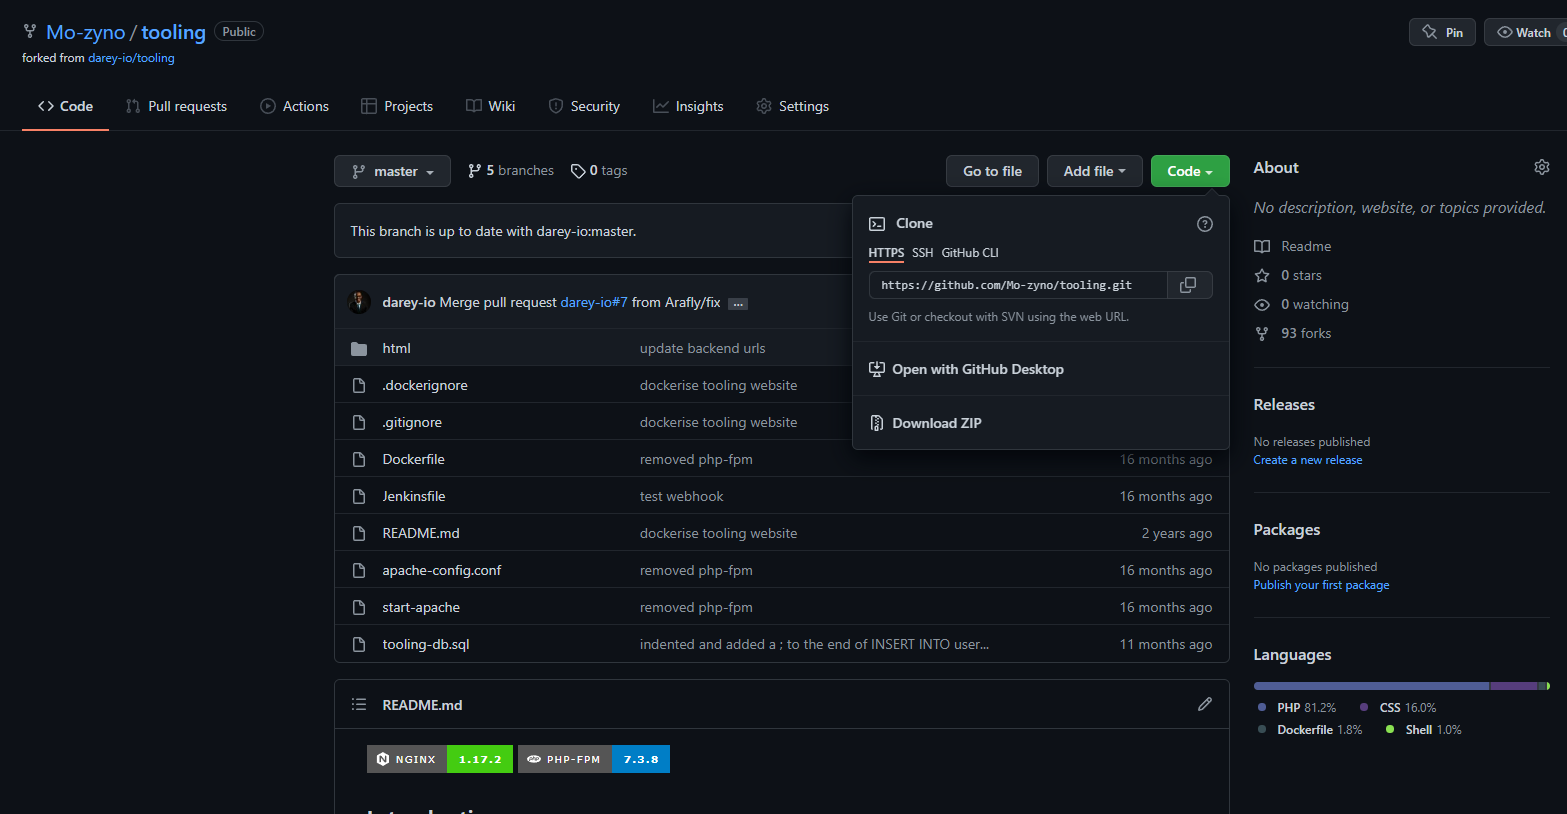 Mo-zyno / tooling Public
Pin
Watch
forked from darey-io/tooling
Code Pull requests Actions Projects Wiki Security Insights Settings
master 5 branches 0 tags Go to file Add file Code
This branch is up to date with darey-io:master.
Clone
HTTPS SSH GitHub CLI
https://github.com/Mo-zyno/tooling.git
Use Git or checkout with SVN using the web URL.
Open with GitHub Desktop
Download ZIP
darey-io Merge pull request darey-io#7 from Arafly/fix ...
html update backend urls
.dockerignore dockerise tooling website
.gitignore dockerise tooling website
Dockerfile removed php-fpm 16 months ago
Jenkinsfile test webhook 16 months ago
README.md dockerise tooling website 2 years ago
apache-config.conf removed php-fpm 16 months ago
start-apache removed php-fpm 16 months ago
tooling-db.sql indented and added a ; to the end of INSERT INTO user... 11 months ago
README.md
NGINX 1.17.2 PHP-FPM 7.3.8
About
No description, website, or topics provided.
Readme
0 stars
0 watching
93 forks
Releases
No releases published
Create a new release
Packages
No packages published
Publish your first package
Languages
PHP 81.2% CSS 16.0%
Dockerfile 1.8% Shell 1.0%